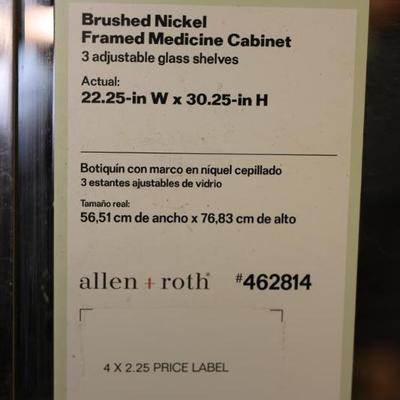 Brushed Nickel
Framed Medicine Cabinet
3 adjustable glass shelves
Actual:
22.25-in W x 30.25-in H
Botiquín con marco en níquel cepillado
3 estantes ajustables de vidrio
Tamaño real:
56,51 cm de ancho x 76,83 cm de alto
allen + roth® #462814
4 X 2.25 PRICE LABEL